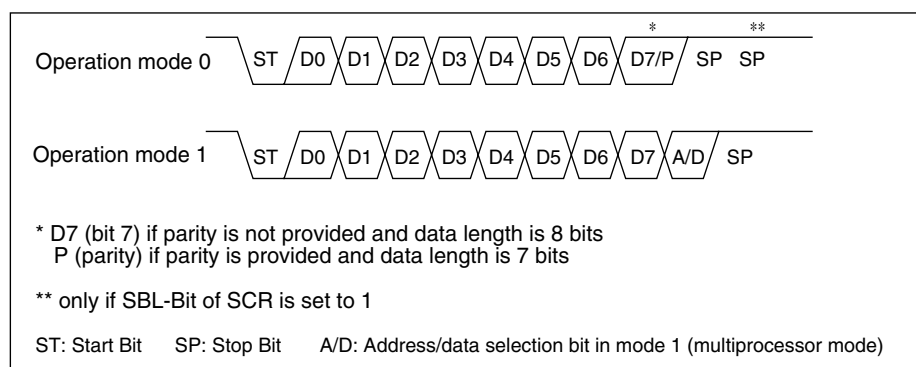 * **
Operation mode 0 ST D0 D1 D2 D3 D4 D5 D6 D7/P SP SP
Operation mode 1 ST D0 D1 D2 D3 D4 D5 D6 D7 A/D SP
* D7 (bit 7) if parity is not provided and data length is 8 bits
P (parity) if parity is provided and data length is 7 bits
** only if SBL-Bit of SCR is set to 1
ST: Start Bit SP: Stop Bit A/D: Address/data selection bit in mode 1 (multiprocessor mode)